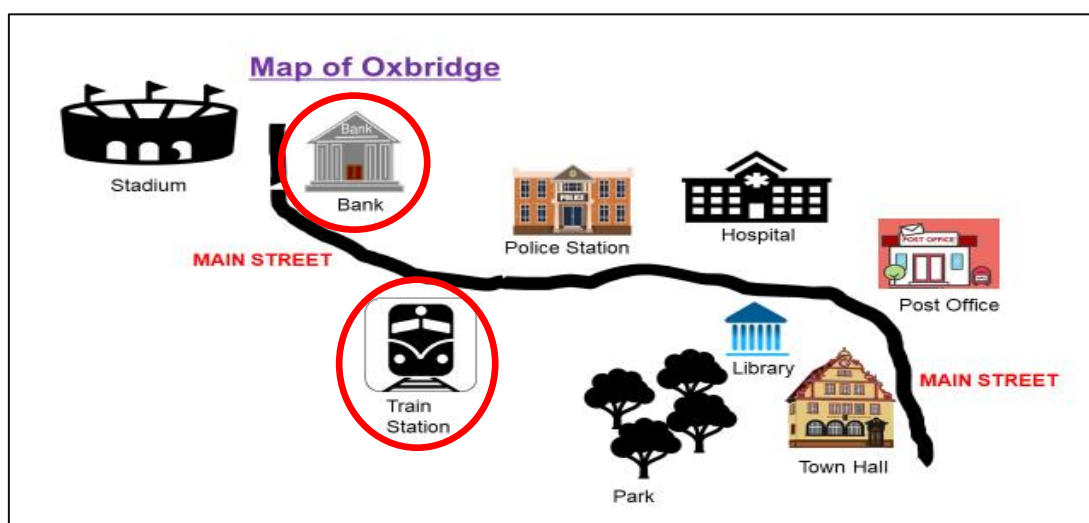 Map of Oxbridge
Bank
Stadium
Bank
POLICE
Police Station
Hospital
POST OFFICE
Post Office
MAIN STREET
Train
Station
Library
MAIN STREET
Town Hall
Park